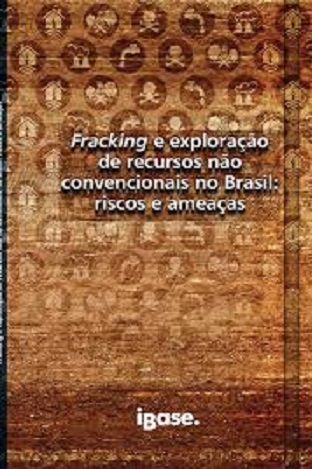 Fracking e exploração
de recursos não
convencionais no Brasil:
riscos e ameaças
iBase.